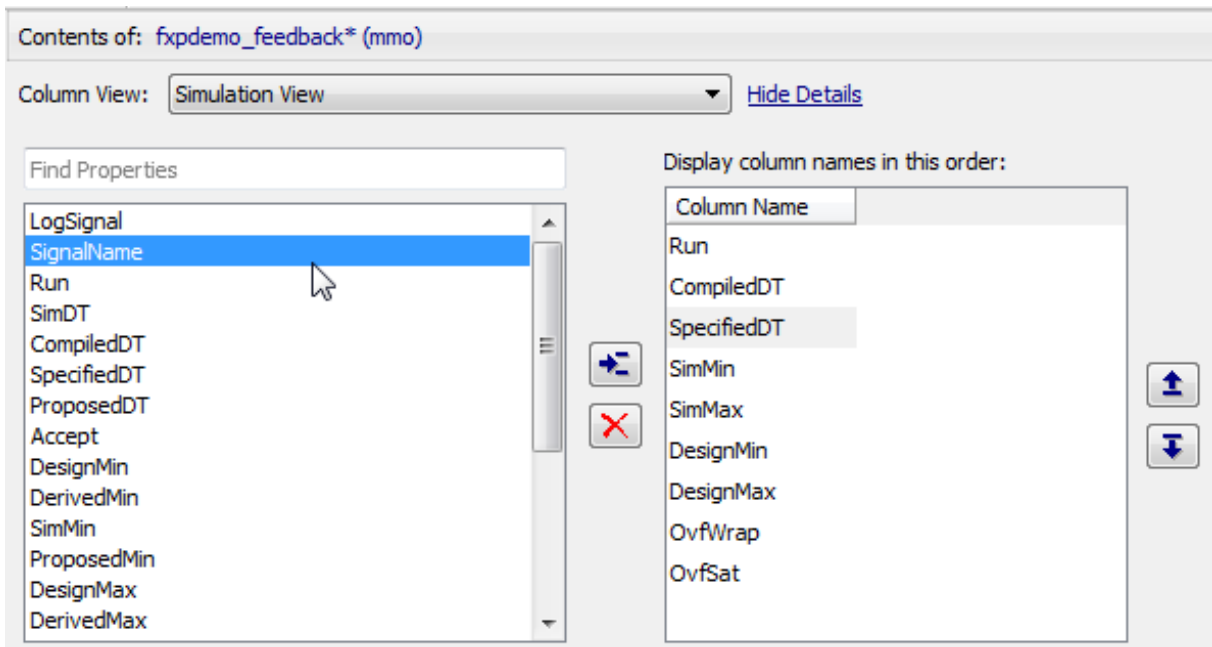 Contents of: fxpdemo_feedback* (mmo)
Column View: Simulation View Hide Details
Find Properties
LogSignal
SignalName
Run
SimDT
CompiledDT
SpecifiedDT
ProposedDT
Accept
DesignMin
DerivedMin
SimMin
ProposedMin
DesignMax
DerivedMax
Display column names in this order:
Column Name
Run
CompiledDT
SpecifiedDT
SimMin
SimMax
DesignMin
DesignMax
OvfWrap
OvfSat